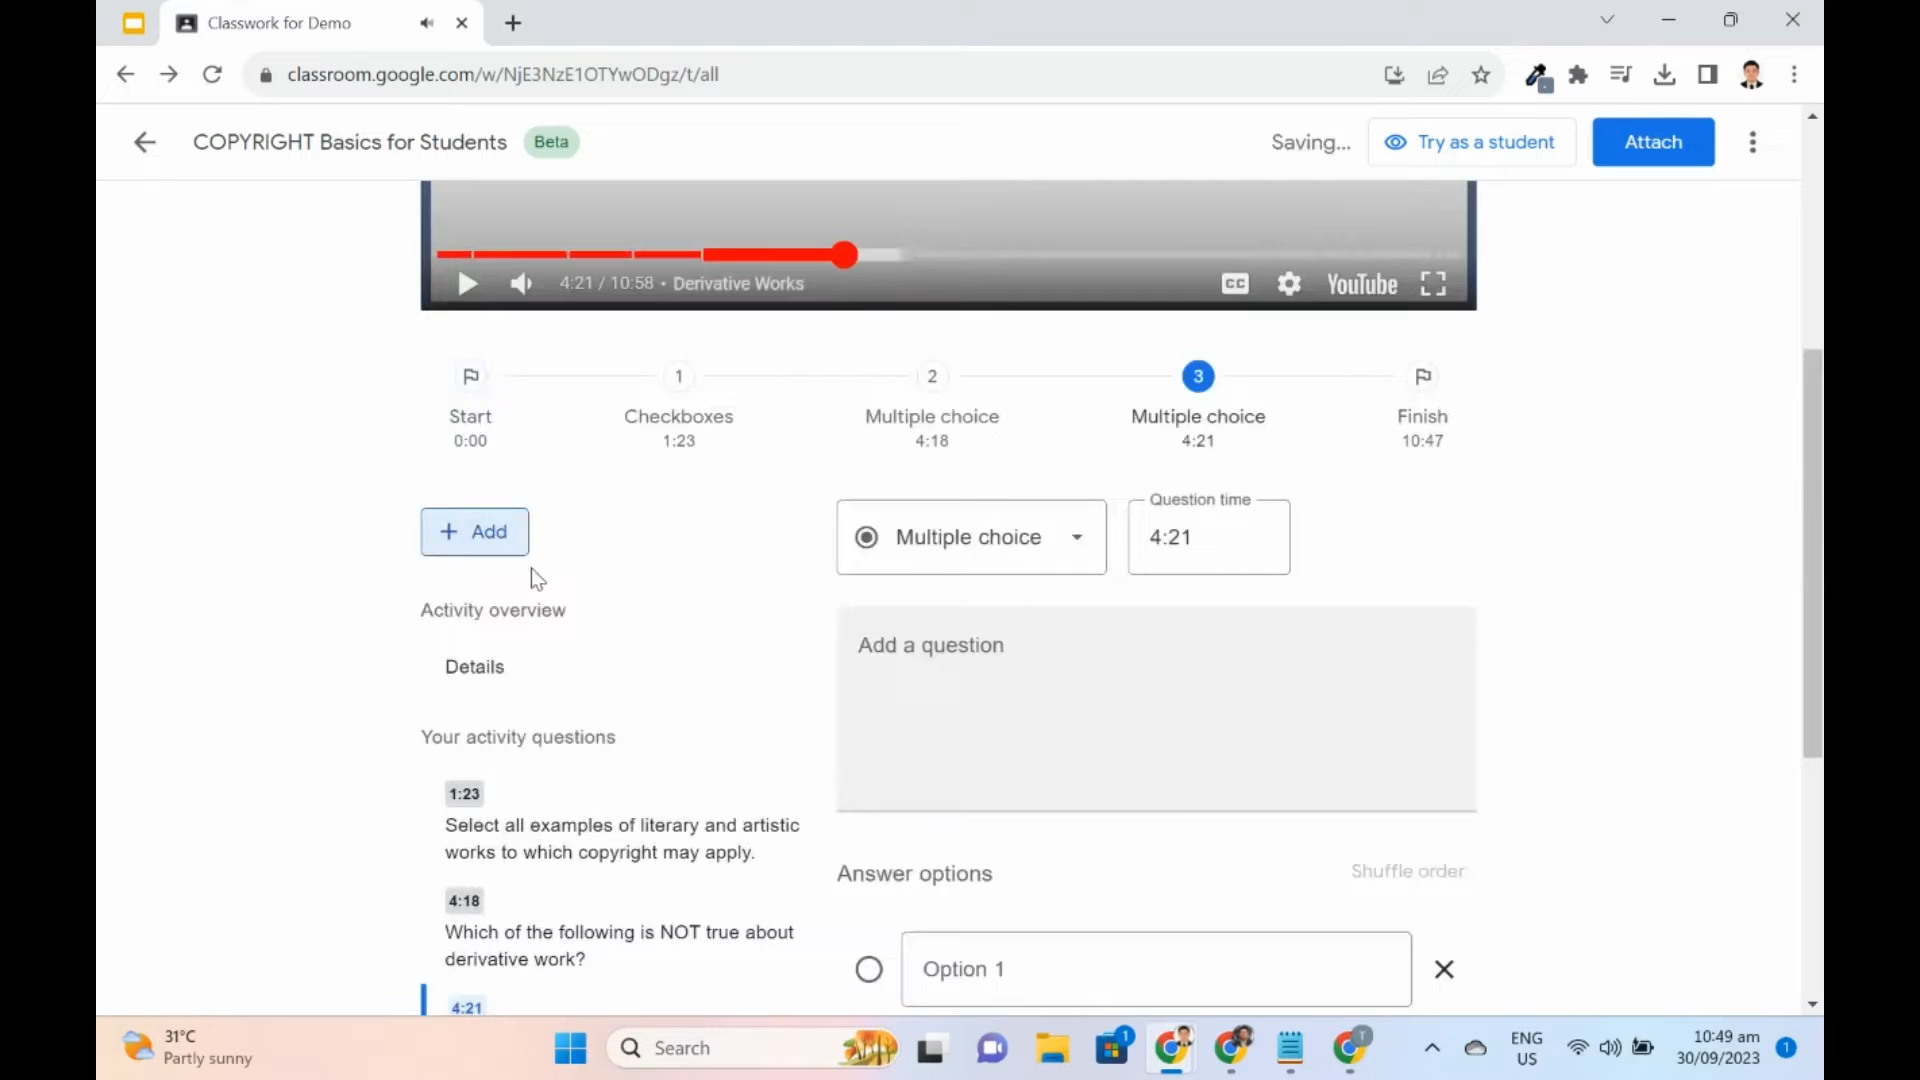 Classwork for Demo
classroom.google.com/w/NjE3NzE1OTYwODgz/t/all
COPYRIGHT Basics for Students Beta Saving... Try as a student Attach
4:21 / 10:58 • Derivative Works CC YouTube
1 2 3
Start Checkboxes Multiple choice Multiple choice Finish
0:00 1:23 4:18 4:21 10:47
+ Add
Multiple choice
Question time
4:21
Activity overview
Add a question
Details
Your activity questions
1:23
Select all examples of literary and artistic
works to which copyright may apply.
Answer options Shuffle order
4:18
Which of the following is NOT true about
derivative work?
Option 1
4:21
31°C
Partly sunny
Search
1
T
ENG
US
10:49 am
30/09/2023
1